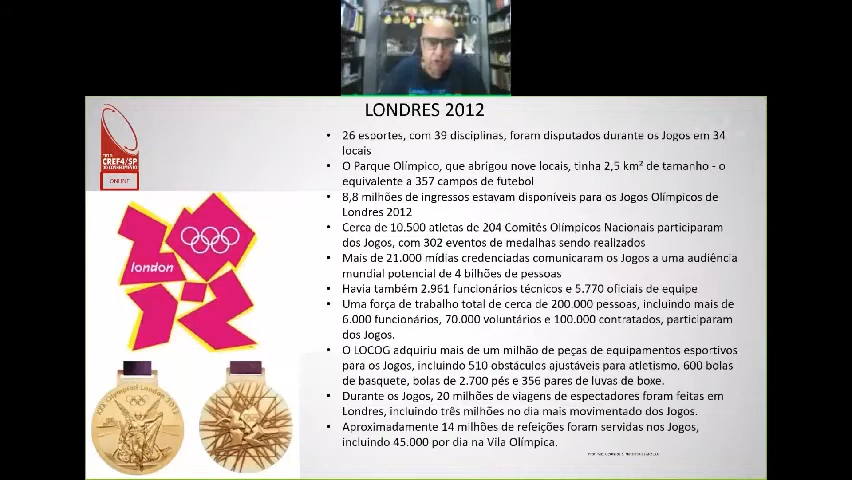 LONDRES 2012
CREF4/SP
DO CONHECIMENTO
ONLINE
london
• 26 esportes, com 39 disciplinas, foram disputados durante os Jogos em 34
locais
• O Parque Olímpico, que abrigou nove locais, tinha 2,5 km² de tamanho - o
equivalente a 357 campos de futebol
• 8,8 milhões de ingressos estavam disponíveis para os Jogos Olímpicos de
Londres 2012
• Cerca de 10.500 atletas de 204 Comitês Olímpicos Nacionais participaram
dos Jogos, com 302 eventos de medalhas sendo realizados
• Mais de 21.000 mídias credenciadas comunicaram os Jogos a uma audiência
mundial potencial de 4 bilhões de pessoas
• Havia também 2.961 funcionários técnicos e 5.770 oficiais de equipe
• Uma força de trabalho total de cerca de 200.000 pessoas, incluindo mais de
6.000 funcionários, 70.000 voluntários e 100.000 contratados, participaram
dos Jogos.
• O LOCOG adquiriu mais de um milhão de peças de equipamentos esportivos
para os Jogos, incluindo 510 obstáculos ajustáveis para atletismo, 600 bolas
de basquete, bolas de 2.700 pés e 356 pares de luvas de boxe.
• Durante os Jogos, 20 milhões de viagens de espectadores foram feitas em
Londres, incluindo três milhões no dia mais movimentado dos Jogos.
• Aproximadamente 14 milhões de refeições foram servidas nos Jogos,
incluindo 45.000 por dia na Vila Olímpica.